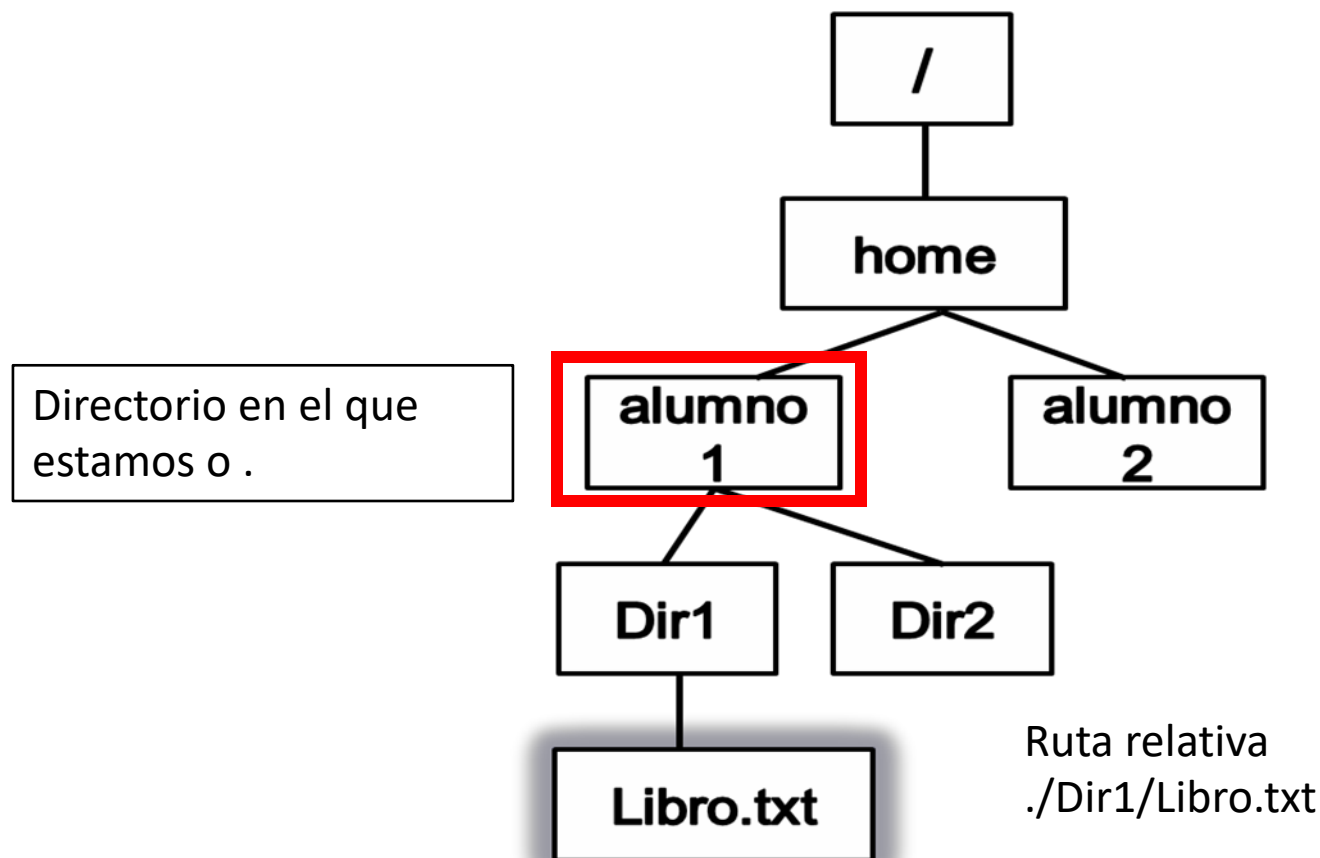 /
home
Directorio en el que
estamos o .
alumno
1
alumno
2
Dir1
Dir2
Ruta relativa
./Dir1/Libro.txt
Libro.txt